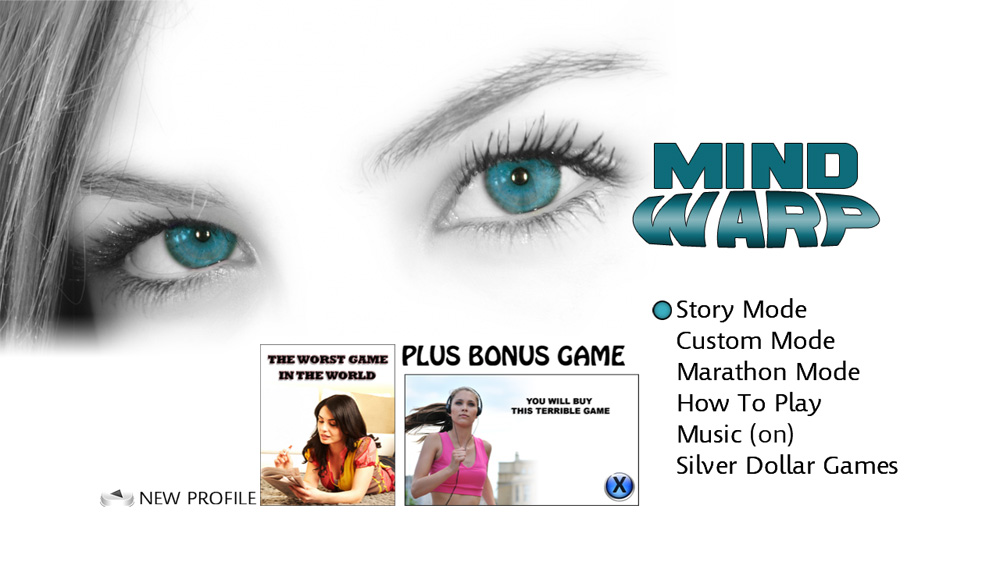 MIND
WARP
Story Mode
Custom Mode
Marathon Mode
How To Play
Music (on)
Silver Dollar Games
THE WORST GAME
IN THE WORLD
PLUS BONUS GAME
YOU WILL BUY
THIS TERRIBLE GAME
X
NEW PROFILE